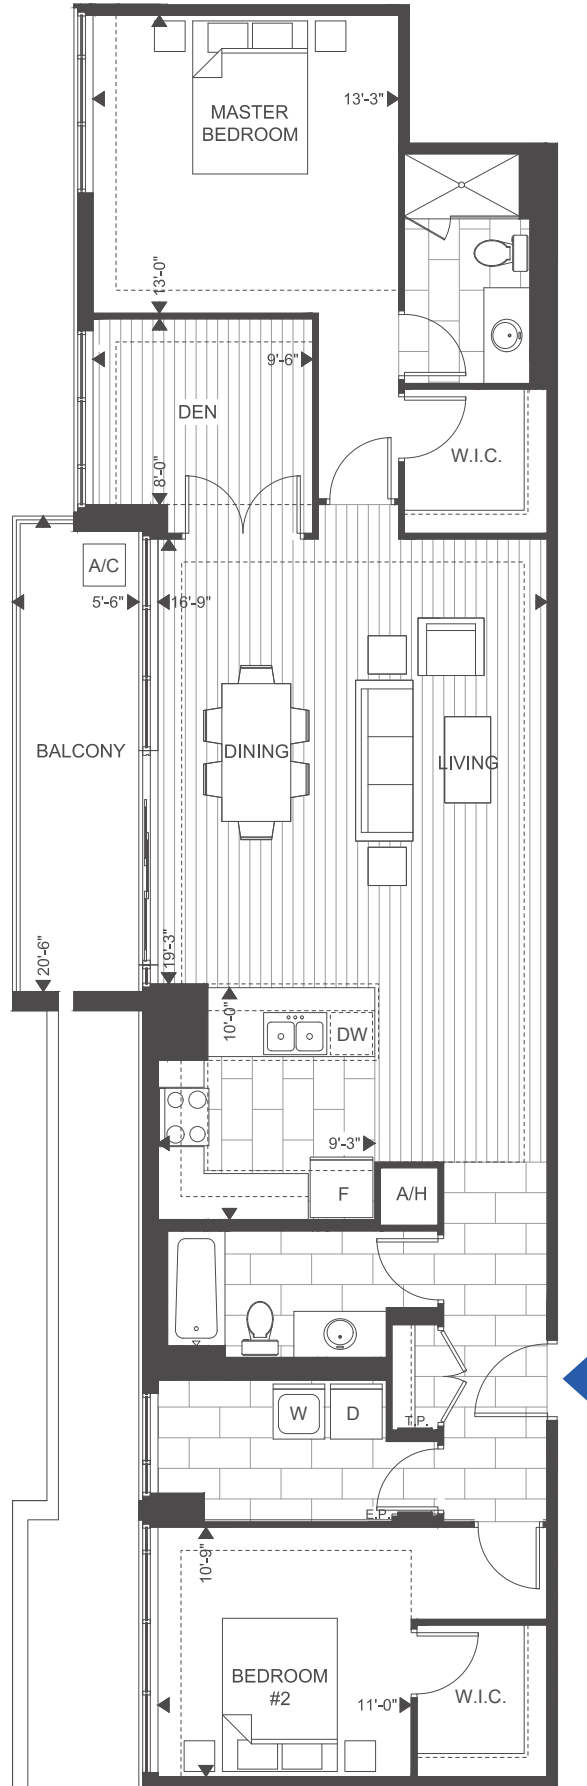 MASTER
BEDROOM
13'-3"
13'-0"
9'-6"
DEN
8'-0"
W.I.C.
A/C
5'-6"
16'-9"
BALCONY
DINING
LIVING
20'-6"
19'-3"
10'-0"
DW
9'-3"
F
A/H
W
D
T.P.
E.P.
10'-9"
BEDROOM
#2
11'-0"
W.I.C.